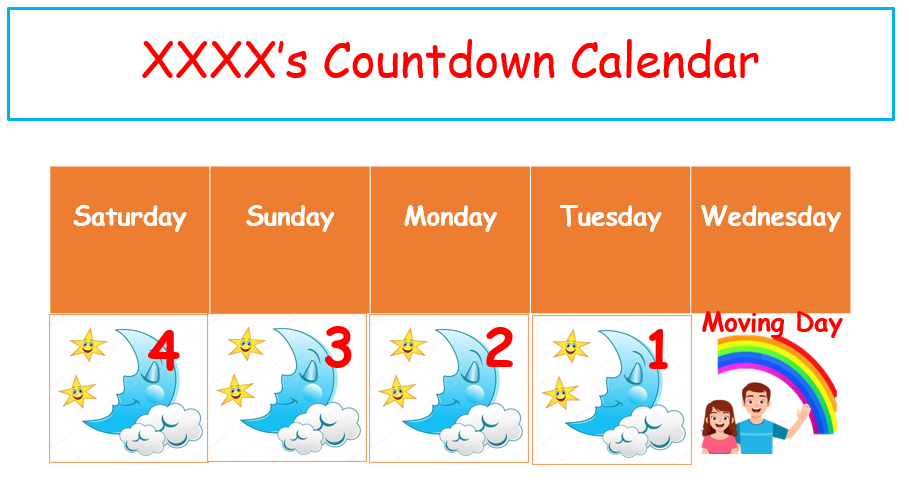 XXXX's Countdown Calendar
Saturday Sunday Monday Tuesday Wednesday
4 3 2 1 Moving Day